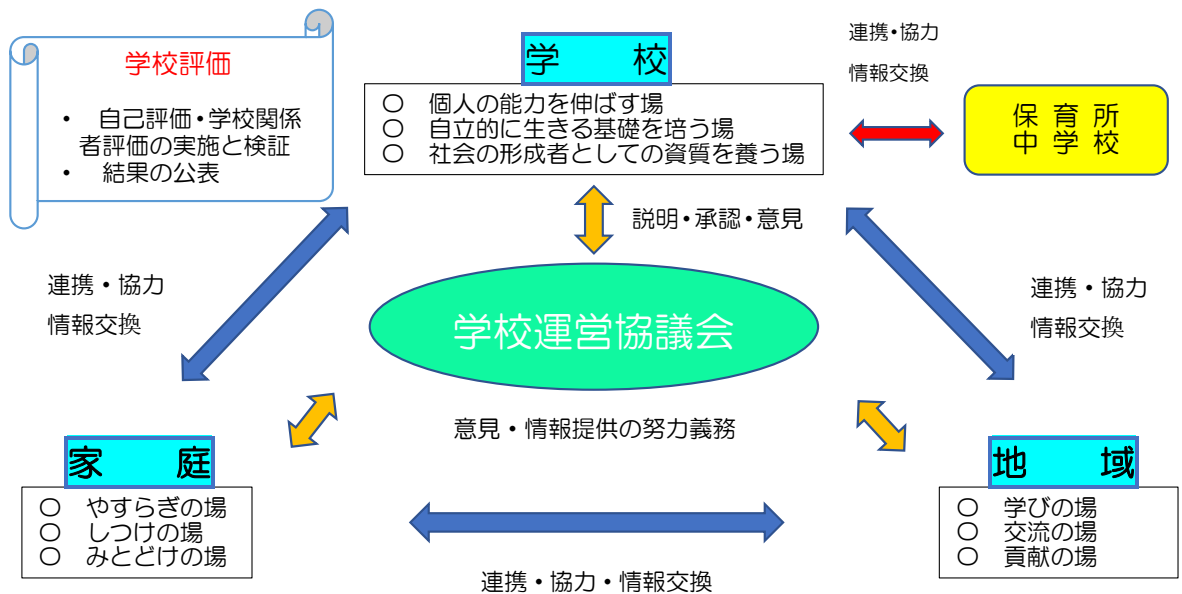 学校評価
・　自己評価・学校関係
者評価の実施と検証
・　結果の公表
学　　校
〇　個人の能力を伸ばす場
〇　自立的に生きる基礎を培う場
〇　社会の形成者としての資質を養う場
連携・協力
情報交換
保育所
中学校
説明・承認・意見
連携・協力
情報交換
学校運営協議会
連携・協力
情報交換
意見・情報提供の努力義務
家　　庭
〇　やすらぎの場
〇　しつけの場
〇　みとどけの場
地　　域
〇　学びの場
〇　交流の場
〇　貢献の場
連携・協力・情報交換